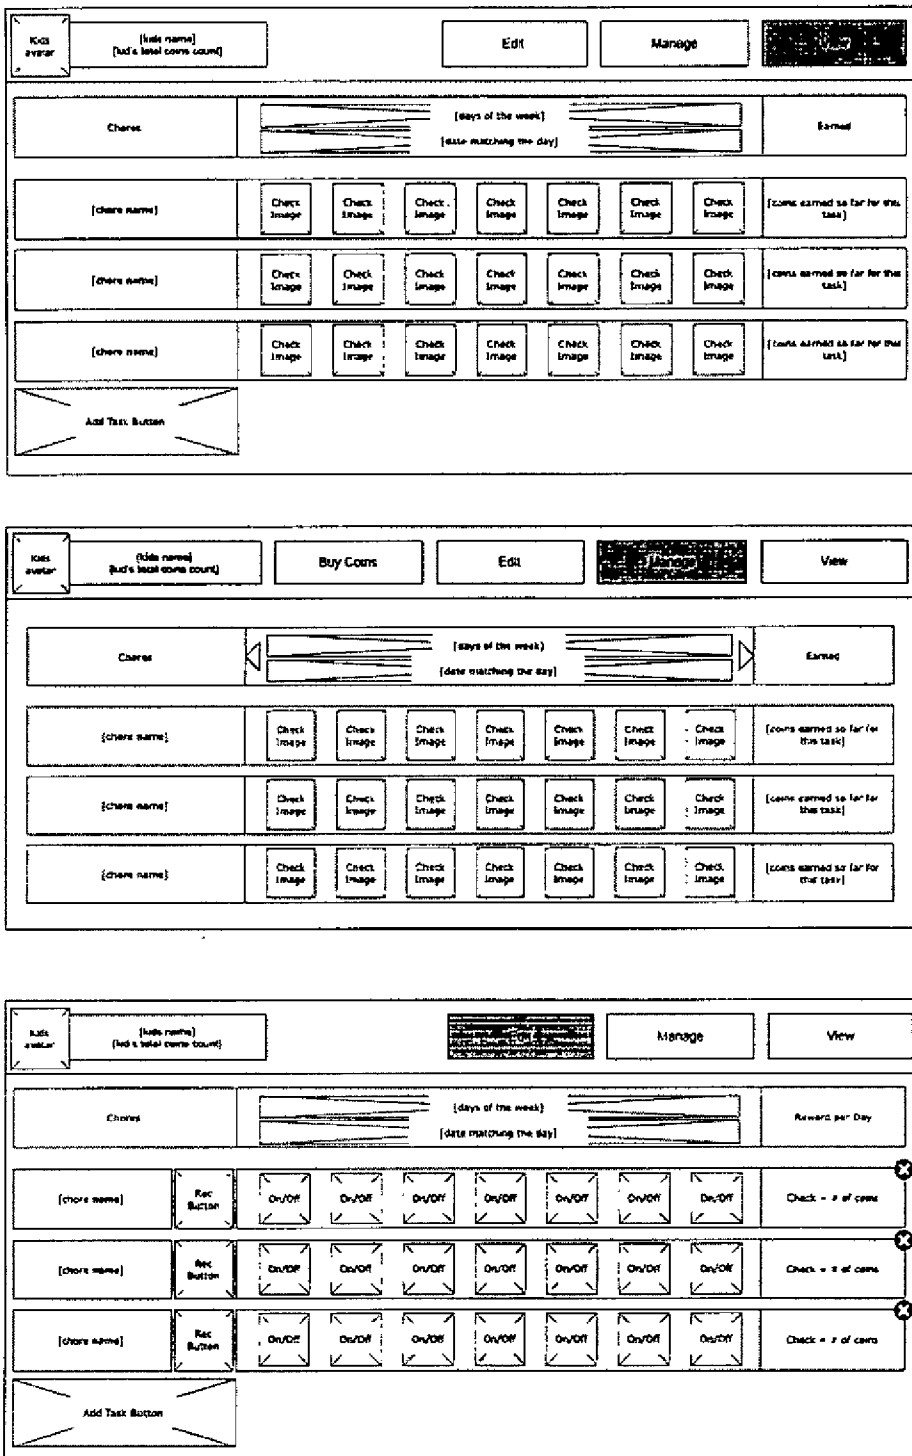 Kids
avatar
[kids name]
[kid's total coins count]
Edit
Manage
Chores
[days of the week]
[date matching the day]
Earned
[chore name]
Check Image
Check Image
Check Image
Check Image
Check Image
Check Image
Check Image
[coins earned so far for this
task]
[chore name]
Check Image
Check Image
Check Image
Check Image
Check Image
Check Image
Check Image
[coins earned so far for this
task]
[chore name]
Check Image
Check Image
Check Image
Check Image
Check Image
Check Image
Check Image
[coins earned so far for this
task]
Add Task Button
Kids
avatar
[kids name]
[kid's total coins count]
Buy Coins
Edit
Manage
View
Chores
[days of the week]
[date matching the day]
Earned
[chore name]
Check Image
Check Image
Check Image
Check Image
Check Image
Check Image
Check Image
[coins earned so far for
this task]
[chore name]
Check Image
Check Image
Check Image
Check Image
Check Image
Check Image
Check Image
[coins earned so far for
this task]
[chore name]
Check Image
Check Image
Check Image
Check Image
Check Image
Check Image
Check Image
[coins earned so far for
this task]
Kids
avatar
[kids name]
[kid's total coins count]
Manage
View
Chores
[days of the week]
[date matching the day]
Reward per Day
[chore name]
Rec
Button
On/Off On/Off On/Off On/Off On/Off On/Off On/Off
Check = # of coins
[chore name]
Rec
Button
On/Off On/Off On/Off On/Off On/Off On/Off On/Off
Check = # of coins
[chore name]
Rec
Button
On/Off On/Off On/Off On/Off On/Off On/Off On/Off
Check = # of coins
Add Task Button